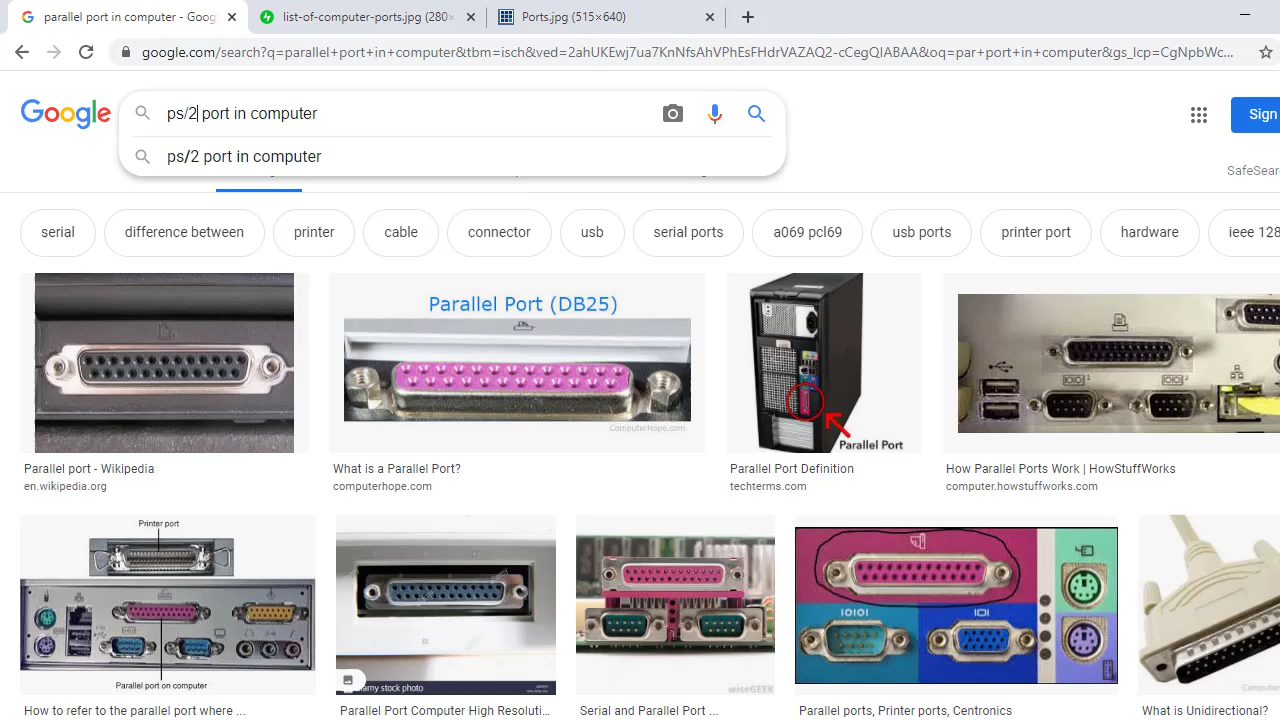 parallel port in computer - Goog
list-of-computer-ports.jpg (280×
Ports.jpg (515×640)
google.com/search?q=parallel+port+in+computer&tbm=isch&ved=2ahUKEwj7ua7KnNfsAhVPhEsFHdrVAZAQ2-cCegQIABAA&oq=par+port+in+computer&gs_lcp=CgNpbWc...
Google
ps/2 port in computer
Sign
ps/2 port in computer
SafeSear
serial
difference between
printer
cable
connector
usb
serial ports
a069 pcl69
usb ports
printer port
hardware
ieee 128
Parallel Port (DB25)
ComputerHope.com
Parallel Port
1
2
Parallel port - Wikipedia
en.wikipedia.org
What is a Parallel Port?
computerhope.com
Parallel Port Definition
techterms.com
How Parallel Ports Work | HowStuffWorks
computer.howstuffworks.com
Printer port
Parallel port on computer
alamy stock photo
wiseGEEK
How to refer to the parallel port where ...
Parallel Port Computer High Resoluti...
Serial and Parallel Port ...
Parallel ports, Printer ports, Centronics
What is Unidirectional?